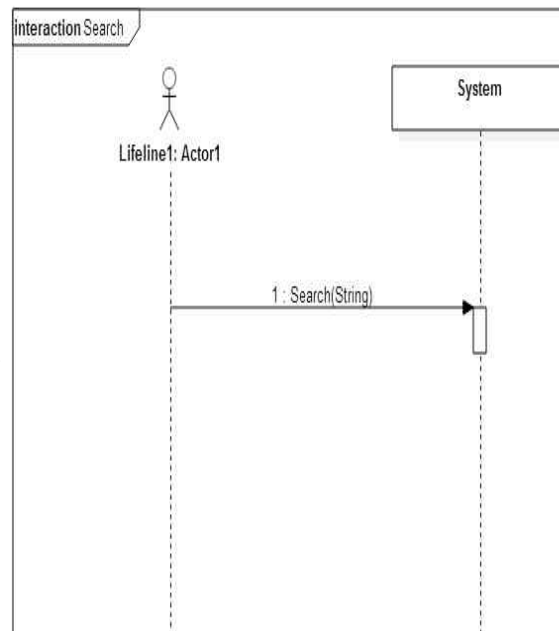 interaction Search
System
Lifeline1: Actor1
1 : Search(String)